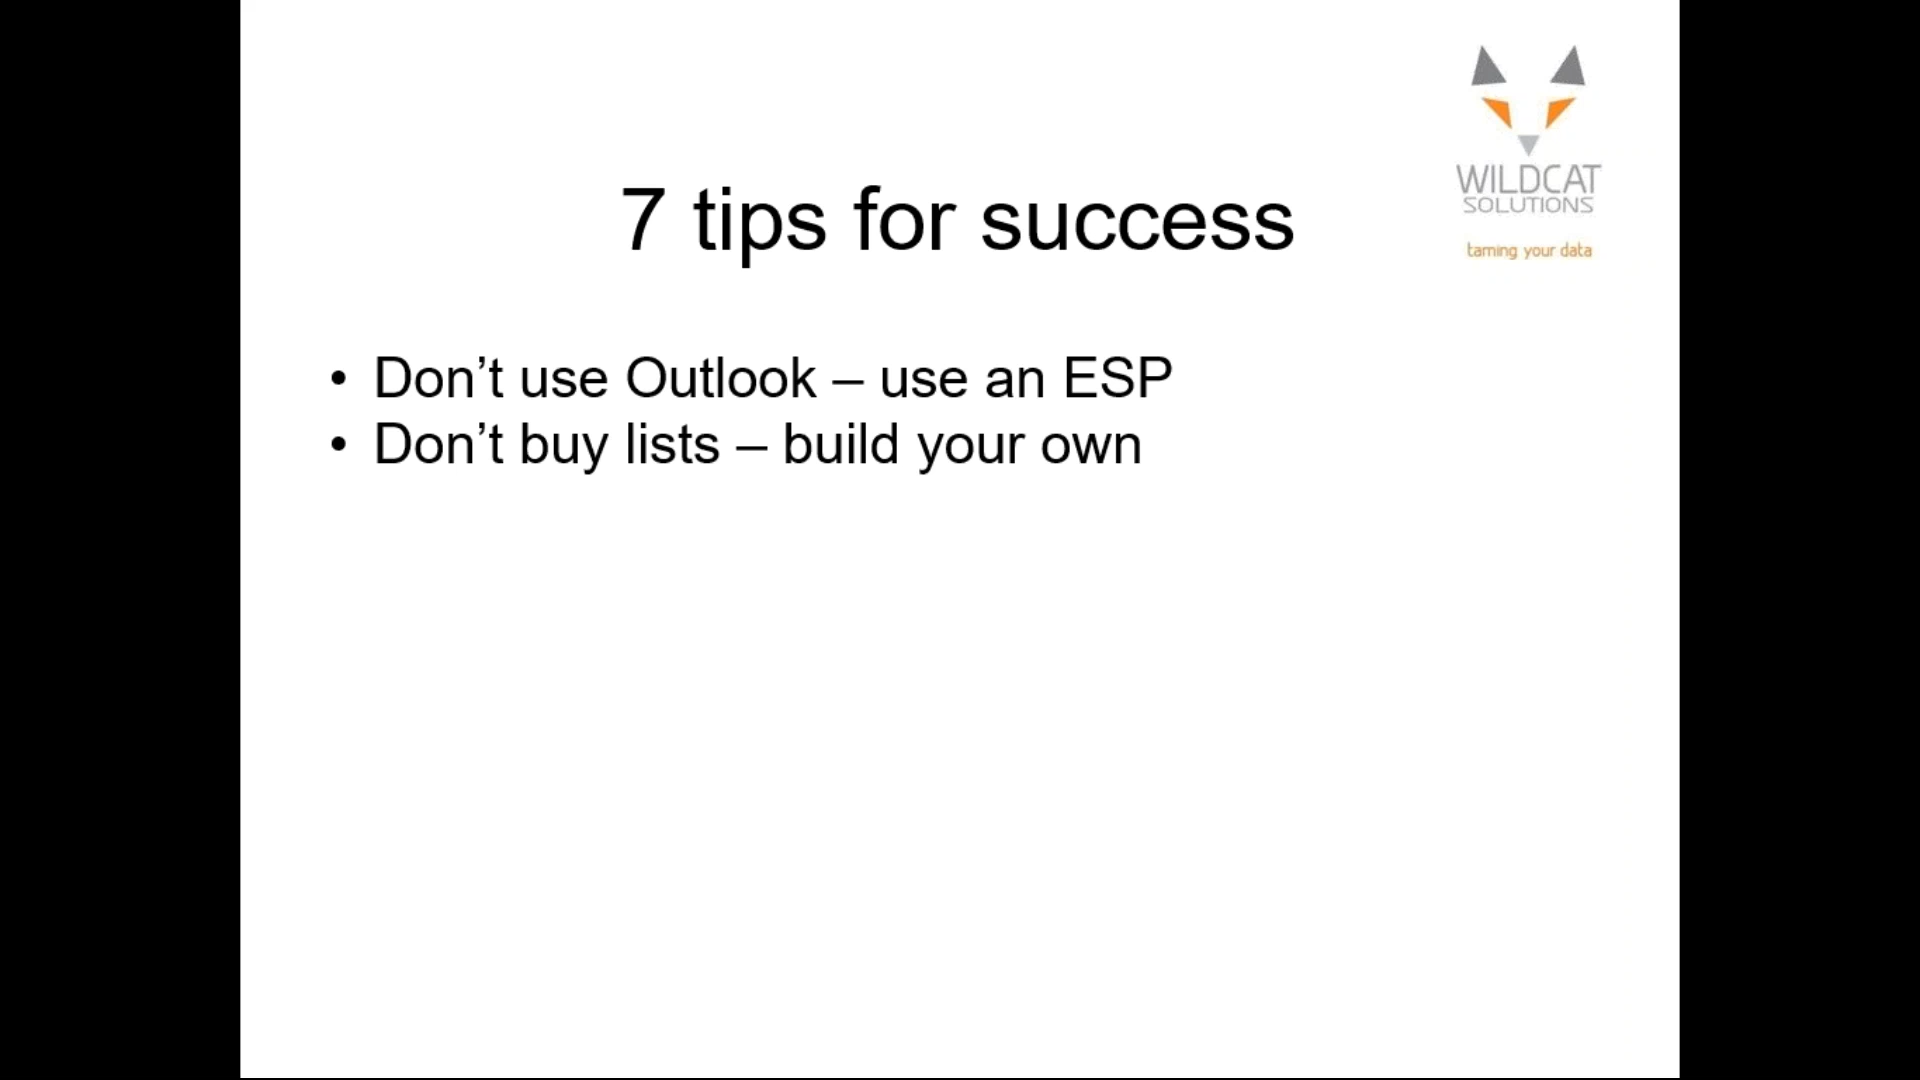 WILDCAT
SOLUTIONS
taming your data
7 tips for success
• Don’t use Outlook – use an ESP
• Don’t buy lists – build your own